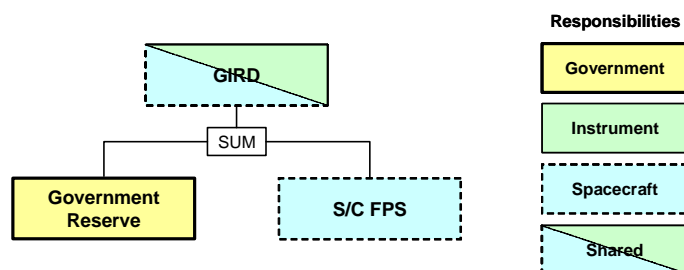 Responsibilities
GIRD
Government
SUM
Instrument
Government
Reserve
S/C FPS
Spacecraft
Shared